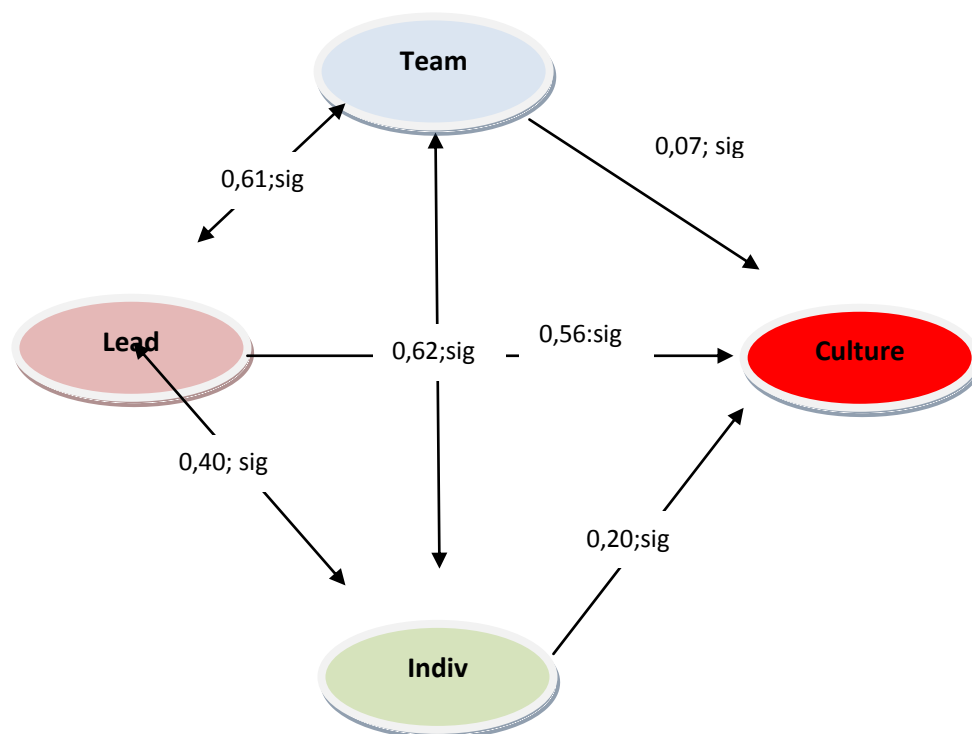 Team
0,07; sig
0,61;sig
Lead
0,62;sig
0,56:sig
Culture
0,40; sig
0,20;sig
Indiv